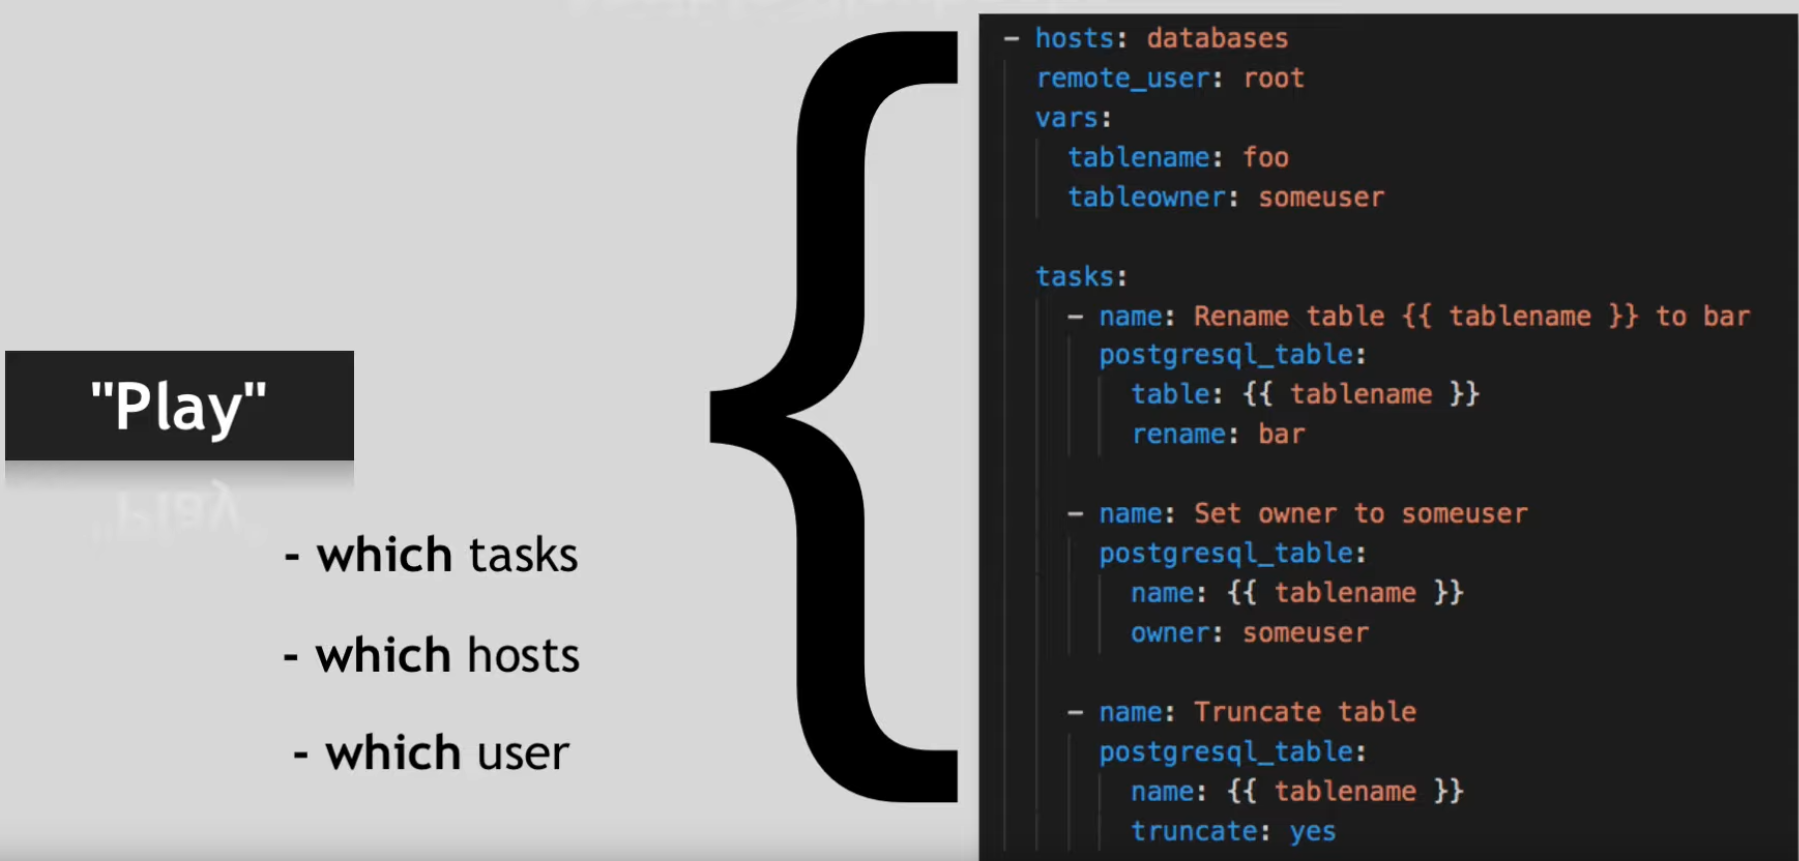 "Play"
- which tasks
- which hosts
- which user
- hosts: databases
remote_user: root
vars:
tablename: foo
tableowner: someuser
tasks:
- name: Rename table {{ tablename }} to bar
postgresql_table:
table: {{ tablename }}
rename: bar
- name: Set owner to someuser
postgresql_table:
name: {{ tablename }}
owner: someuser
- name: Truncate table
postgresql_table:
name: {{ tablename }}
truncate: yes